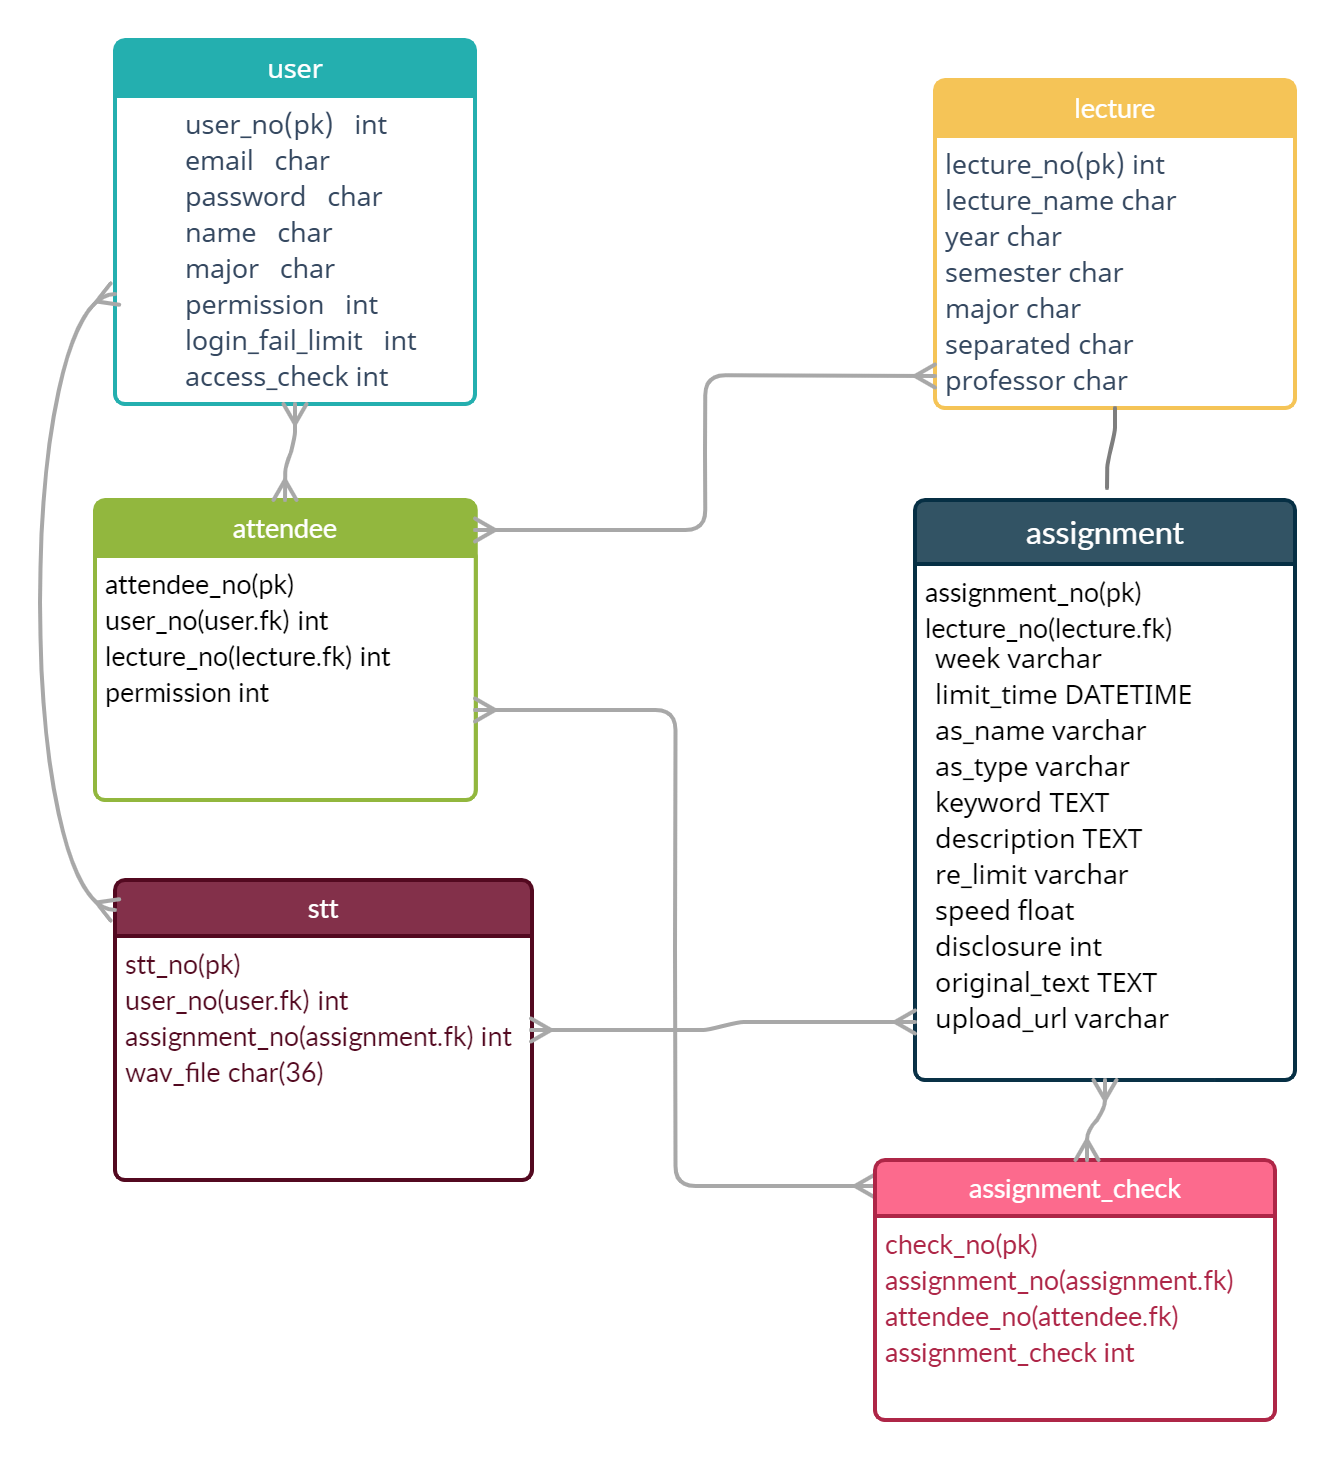 user
user_no(pk) int
email char
password char
name char
major char
permission int
login_fail_limit int
access_check int
lecture
lecture_no(pk) int
lecture_name char
year char
semester char
major char
separated char
professor char
attendee
attendee_no(pk)
user_no(user.fk) int
lecture_no(lecture.fk) int
permission int
assignment
assignment_no(pk)
lecture_no(lecture.fk)
week varchar
limit_time DATETIME
as_name varchar
as_type varchar
keyword TEXT
description TEXT
re_limit varchar
speed float
disclosure int
original_text TEXT
upload_url varchar
stt
stt_no(pk)
user_no(user.fk) int
assignment_no(assignment.fk) int
wav_file char(36)
assignment_check
check_no(pk)
assignment_no(assignment.fk)
attendee_no(attendee.fk)
assignment_check int